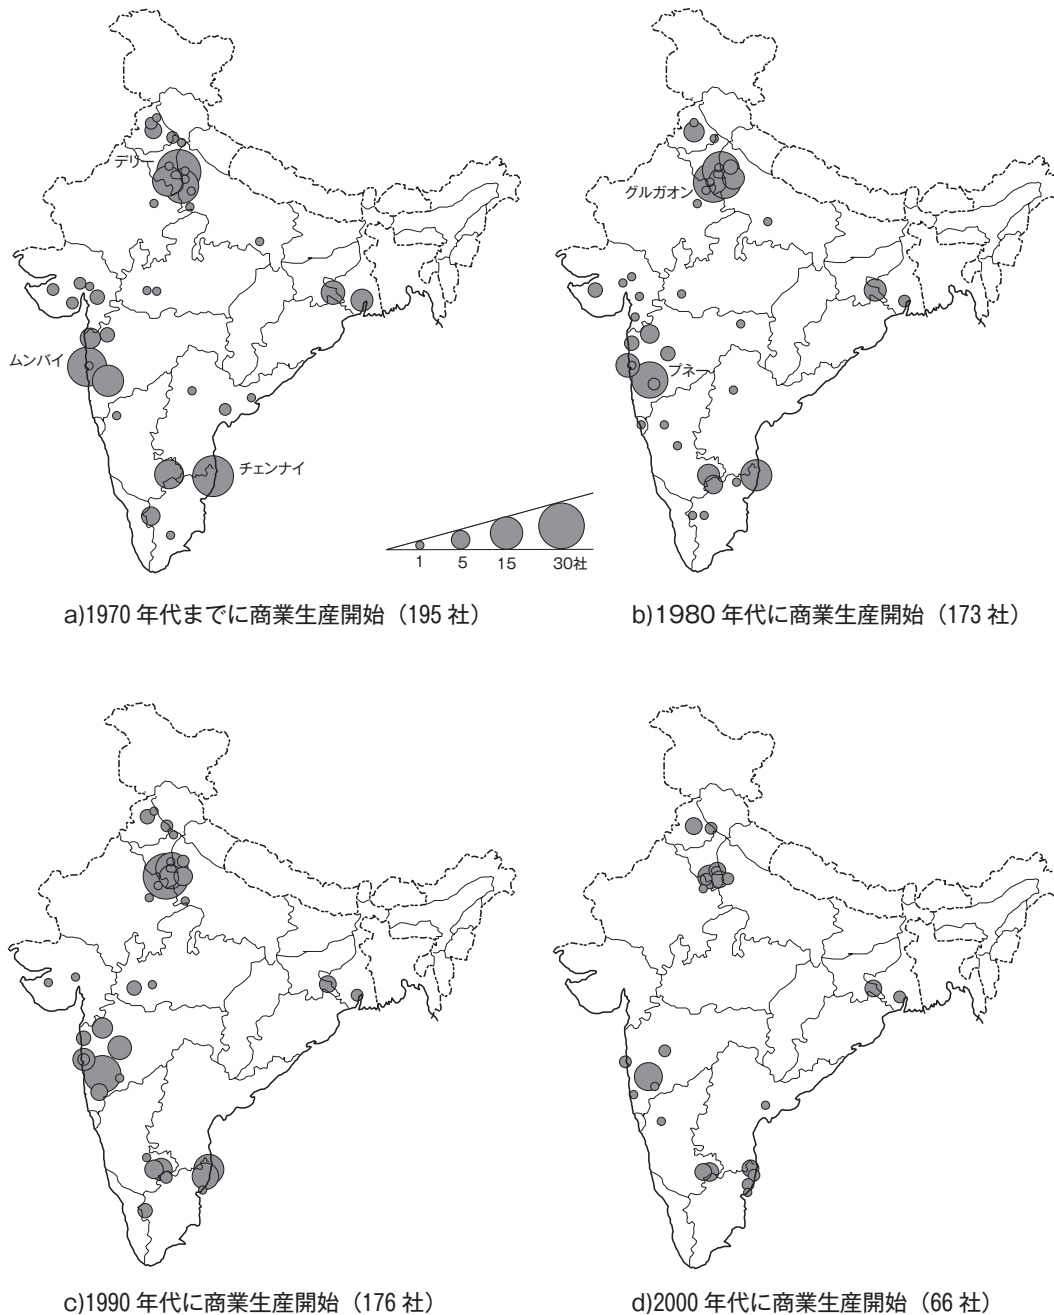 デリー
ムンバイ
チェンナイ
グルガオン
プネー
1 5 15 30社
a)1970 年代までに商業生産開始（195 社）
b)1980 年代に商業生産開始（173 社）
c)1990 年代に商業生産開始（176 社）
d)2000 年代に商業生産開始（66 社）